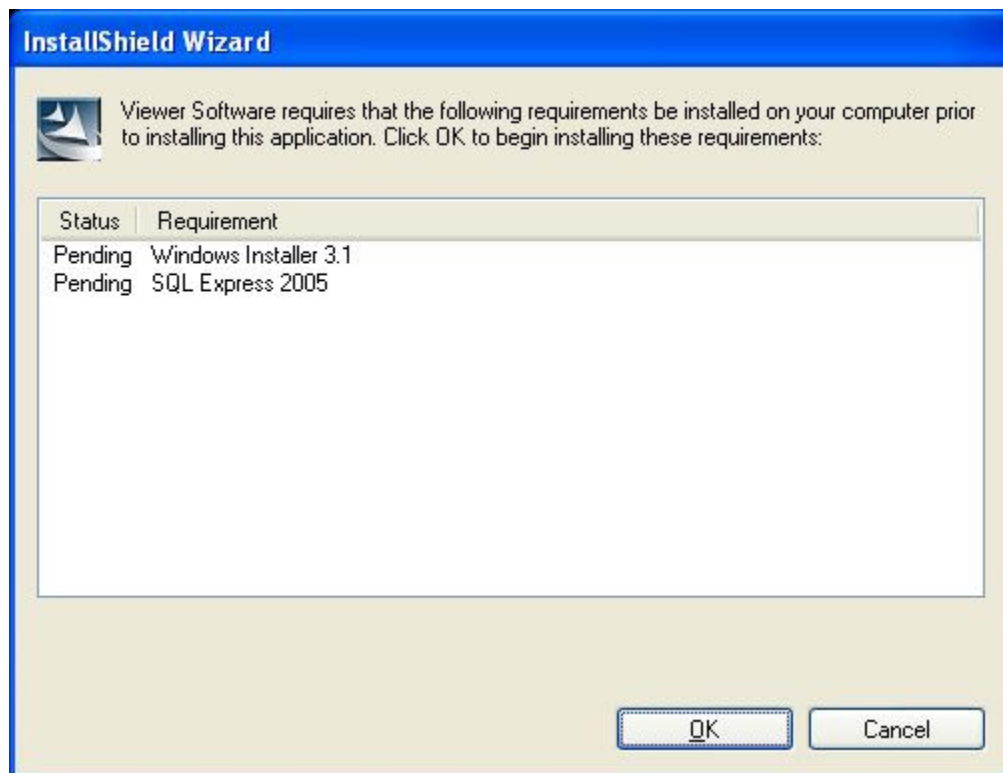 InstallShield Wizard
Viewer Software requires that the following requirements be installed on your computer prior
to installing this application. Click OK to begin installing these requirements:
Status Requirement
Pending Windows Installer 3.1
Pending SQL Express 2005
OK Cancel